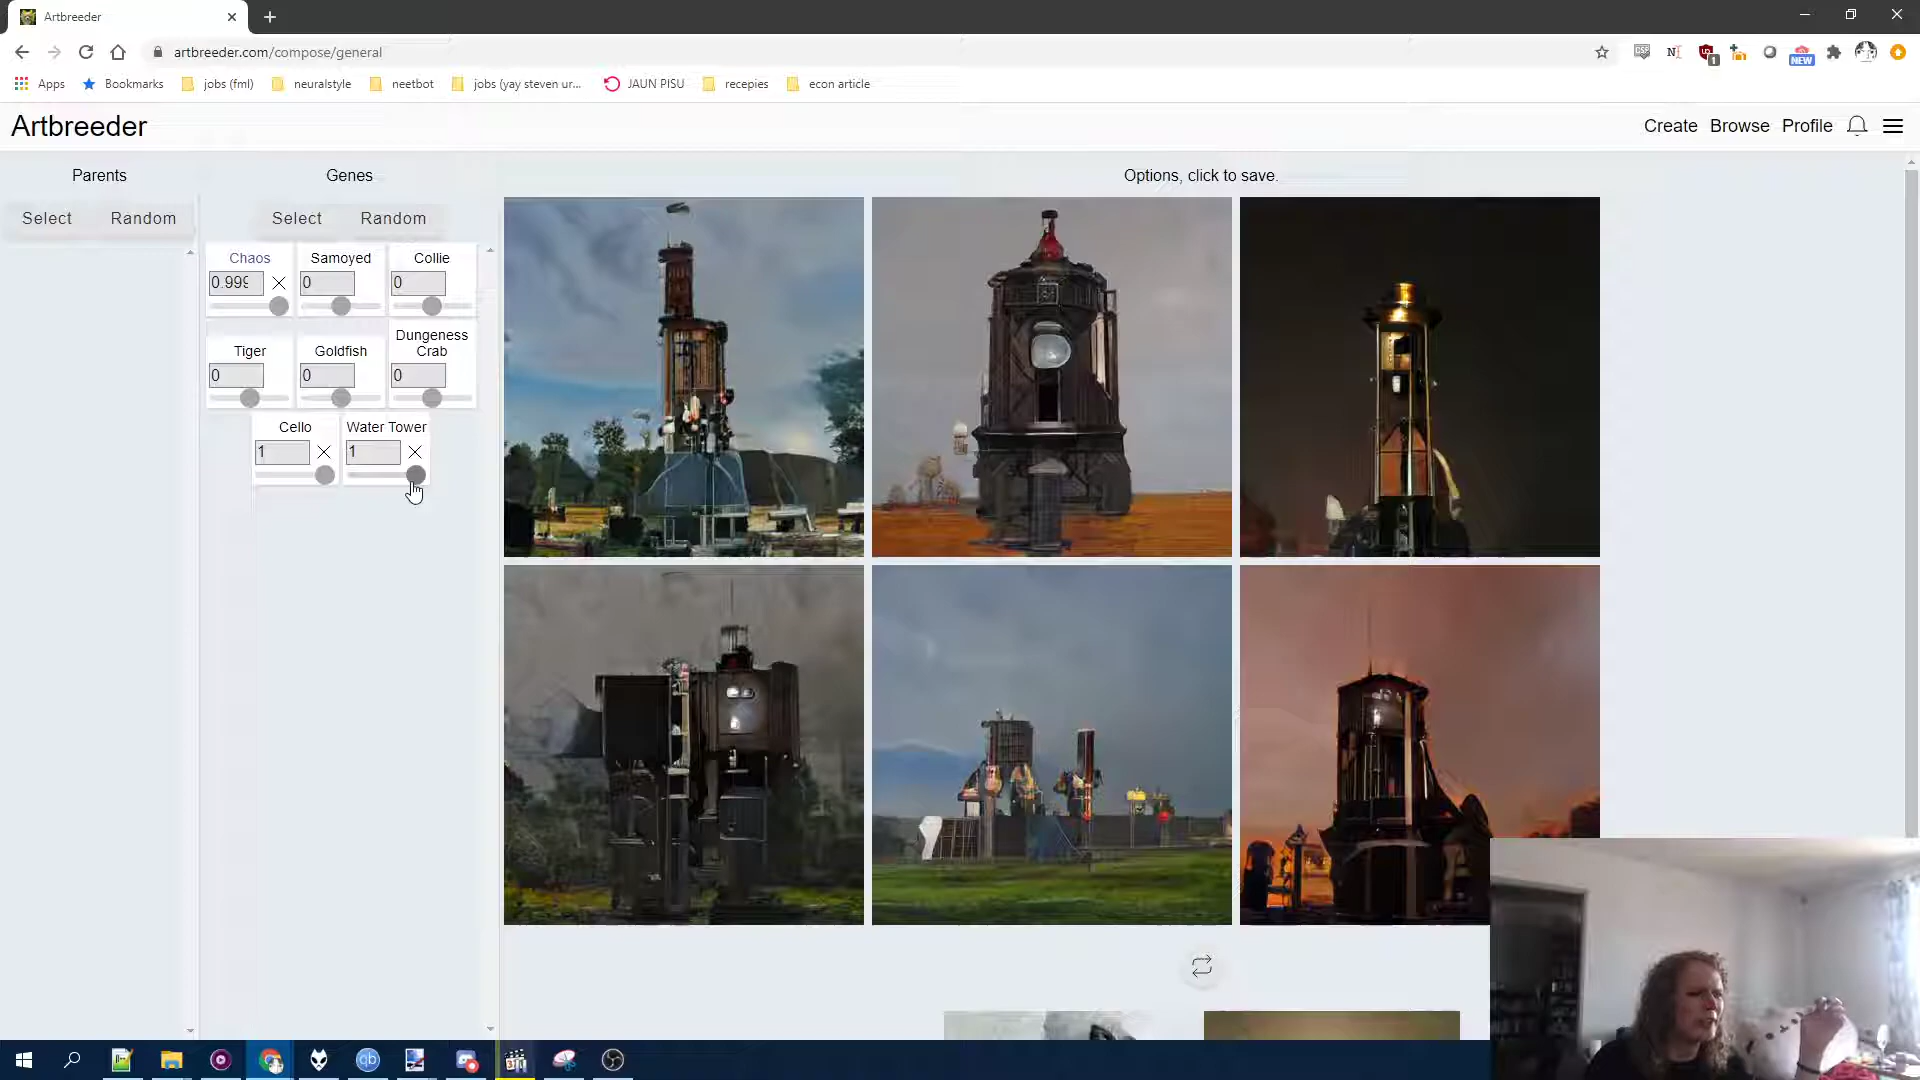 Artbreeder
artbreeder.com/compose/general
NEW
1
Apps
Bookmarks
jobs (fml)
neuralstyle
neetbot
jobs (yay steven ur...
JAUN PISU
recepies
econ article
Artbreeder
Create
Browse
Profile
Parents
Genes
Options, click to save.
Select
Random
Select
Random
Chaos
Samoyed
Collie
0.999
0
0
Tiger
Goldfish
Dungeness
Crab
0
0
0
Cello
Water Tower
1
1